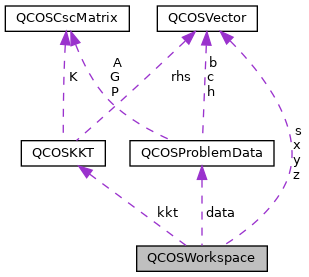 QCOSCscMatrix
QCOSVector
A
G
P
b
c
h
K
rhs
s
x
y
z
QCOSKKT
QCOSProblemData
kkt
data
QCOSWorkspace